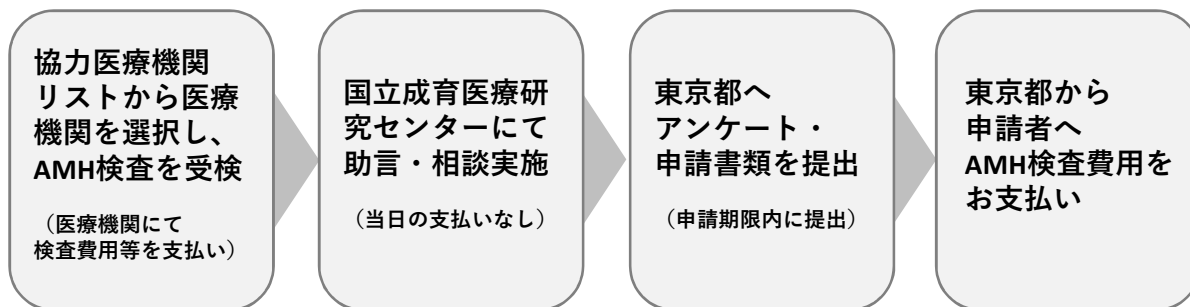 協力医療機関
リストから医療
機関を選択し、
AMH検査を受検
（医療機関にて
検査費用等を支払い）
国立成育医療研
究センターにて
助言・相談実施
（当日の支払いなし）
東京都へ
アンケート・
申請書類を提出
（申請期限内に提出）
東京都から
申請者へ
AMH検査費用を
お支払い